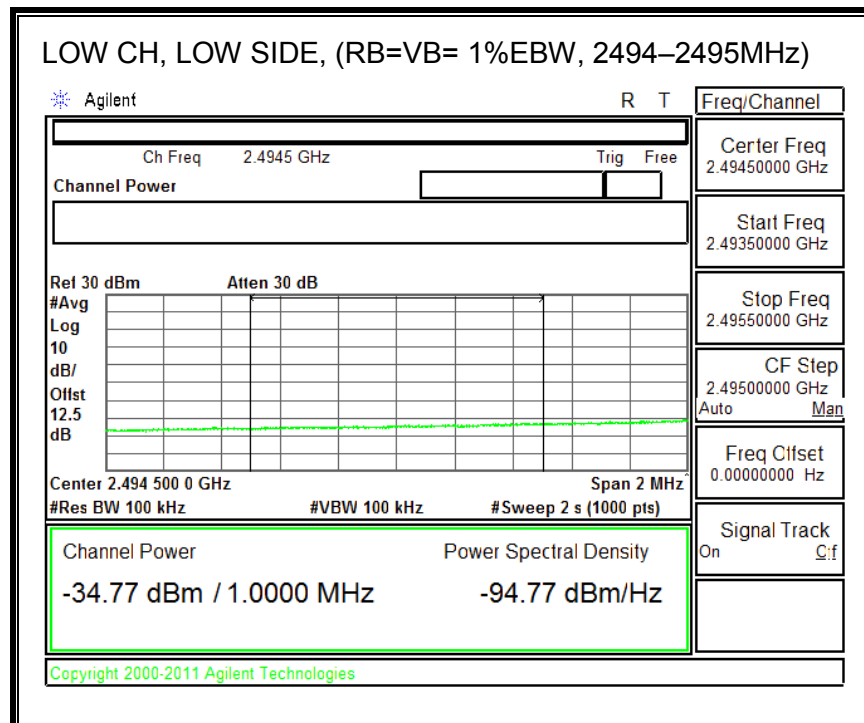 LOW CH, LOW SIDE, (RB=VB= 1%EBW, 2494–2495MHz)
Agilent R T Freq/Channel
Ch Freq 2.4945 GHz Trig Free
Channel Power
Center Freq
2.49450000 GHz
Start Freq
2.49350000 GHz
Stop Freq
2.49550000 GHz
CF Step
2.49500000 GHz
Auto Man
Freq Offset
0.00000000 Hz
Signal Track
On Off
Ref 30 dBm Atten 30 dB
#Avg
Log
10
dB/
Offst
12.5
dB
Center 2.494 500 0 GHz Span 2 MHz
#Res BW 100 kHz #VBW 100 kHz #Sweep 2 s (1000 pts)
Channel Power Power Spectral Density
-34.77 dBm / 1.0000 MHz -94.77 dBm/Hz
Copyright 2000-2011 Agilent Technologies